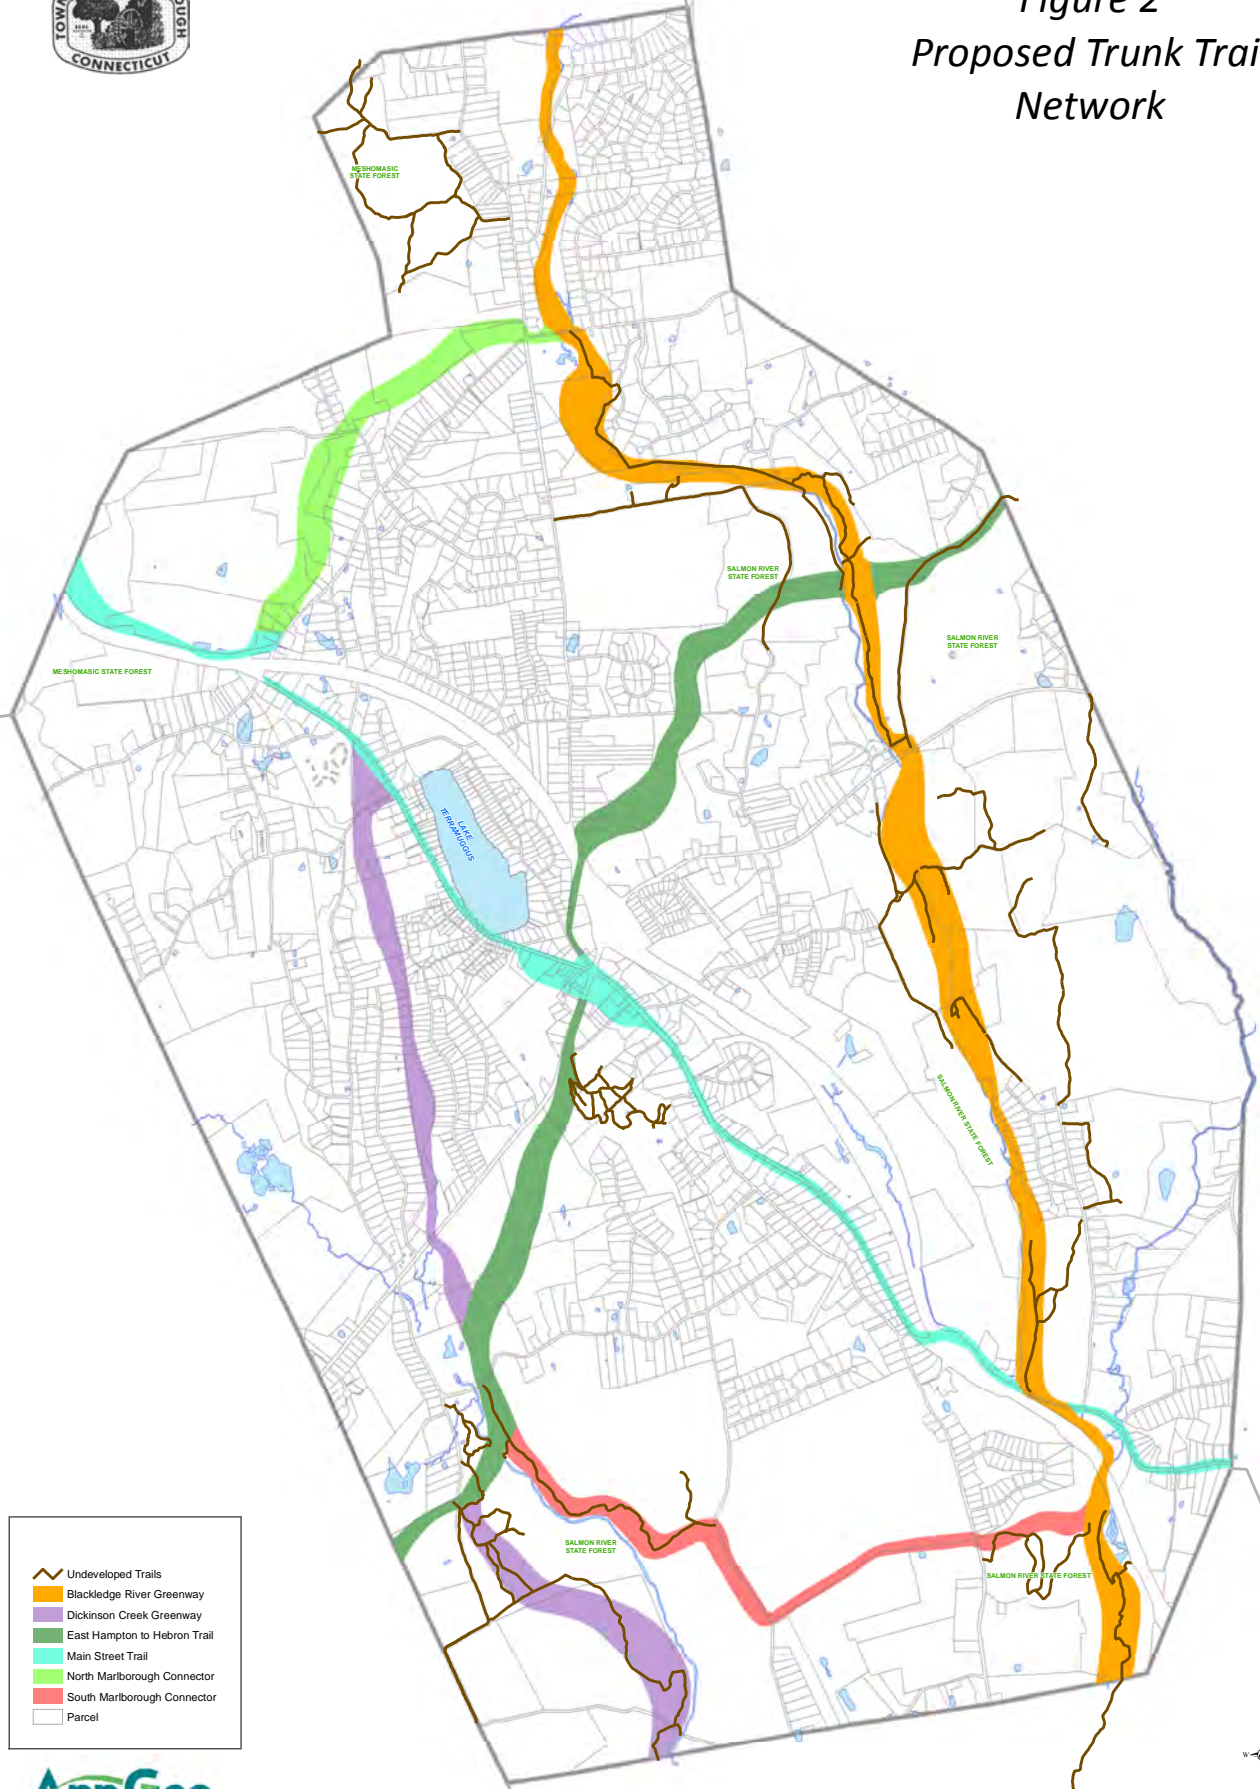 TOWN
OUGH
CONNECTICUT
Figure 2
Proposed Trunk Trai
Network
MESHOMASIC
STATE FOREST
SALMON RIVER
STATE FOREST
SALMON RIVER
STATE FOREST
MESHOMASIC STATE FOREST
LAKE
TERRAMUGGUS
SALMON RIVER STATE FOREST
SALMON RIVER
STATE FOREST
SALMON RIVER STATE FOREST
Undeveloped Trails
Blackledge River Greenway
Dickinson Creek Greenway
East Hampton to Hebron Trail
Main Street Trail
North Marlborough Connector
South Marlborough Connector
Parcel
W
AppGeo